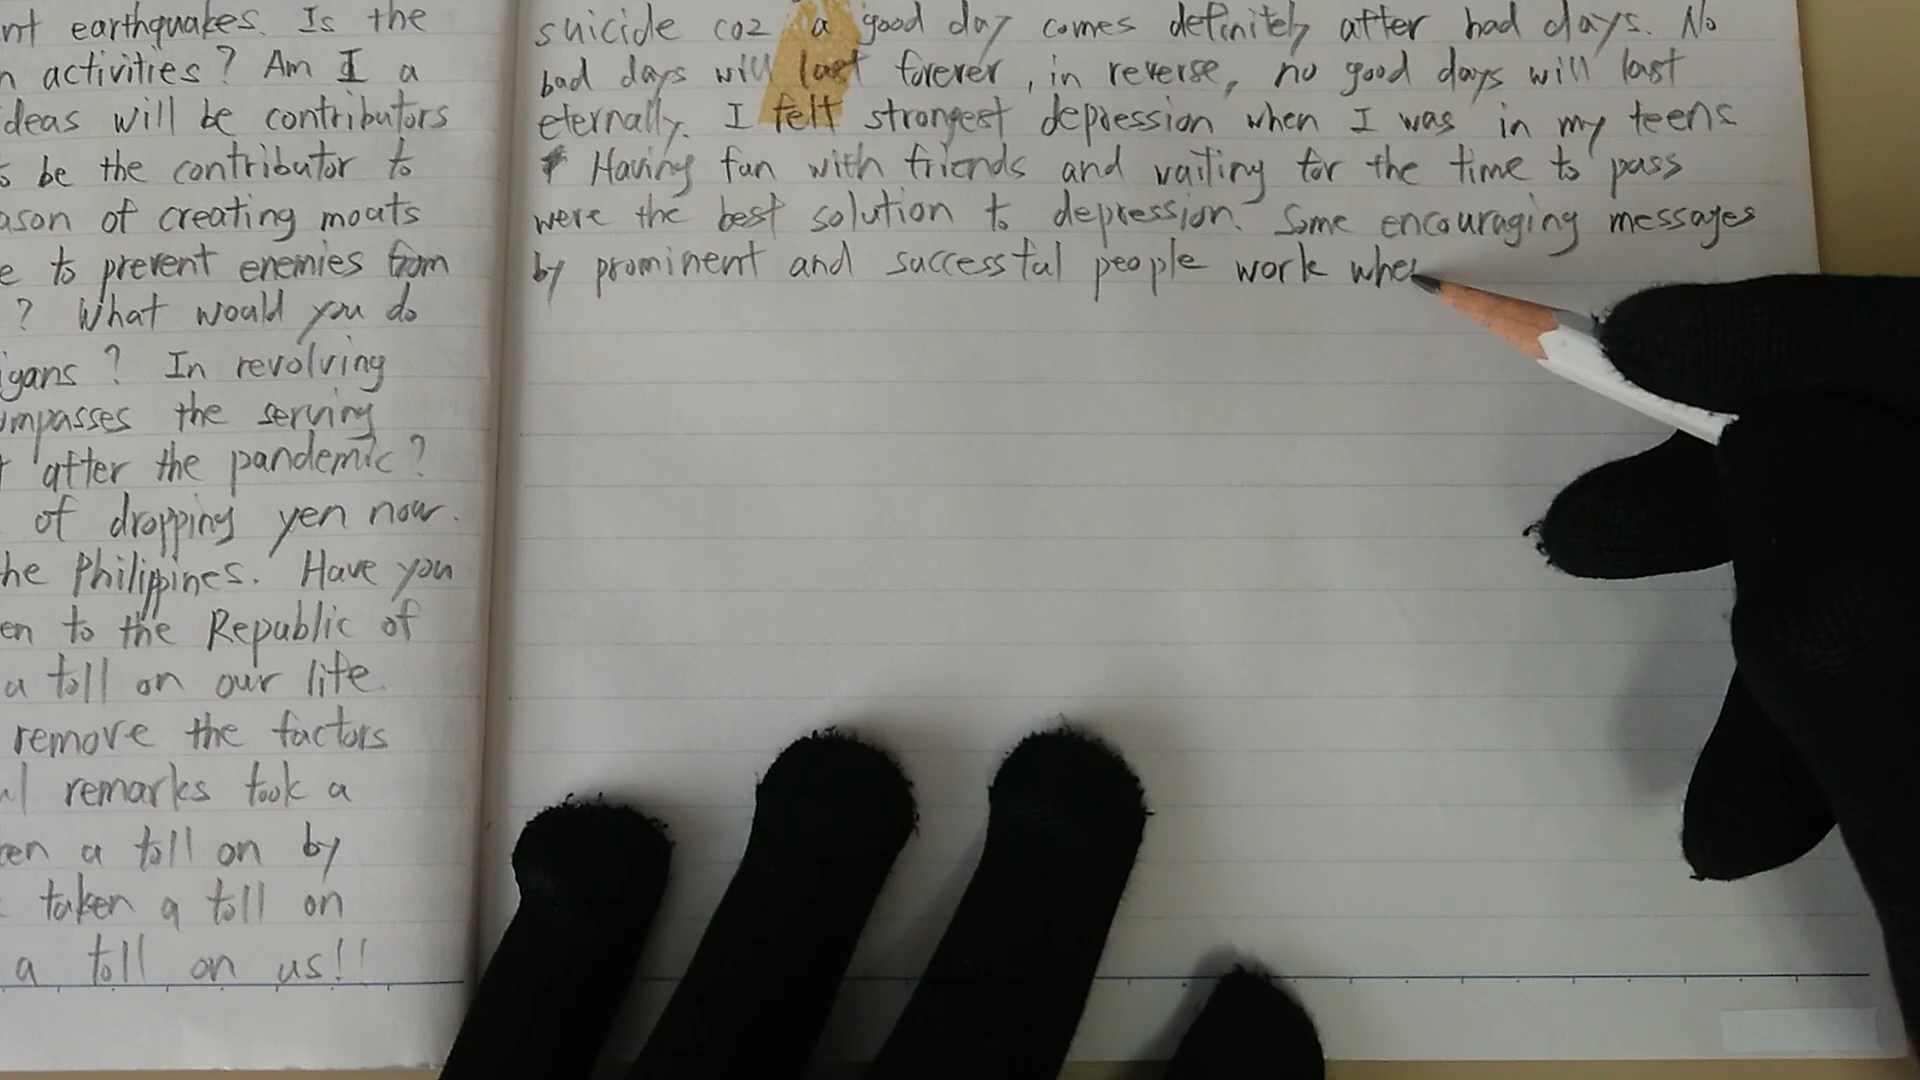 nt earthquakes. Is the
n activities? Am I a
deas will be contributors
be the contributor to
ason of creating moats
e to prevent enemies from
? What would you do
igans? In revolving
mpasses the serving
after the pandemic?
of dropping yen now.
he Philippines. Have you
en to the Republic of
a toll on our life.
remove the factors
l remarks took a
en a toll on by
taken a toll on
a toll on us!!
suicide coz a good day comes definitely after bad days. No
bad days will last forever, in reverse, no good days will last
eternally. I felt strongest depression when I was in my teens
Having fun with friends and vaiting for the time to pass
were the best solution to depression. Some encouraging messages
by prominent and successful people work whe